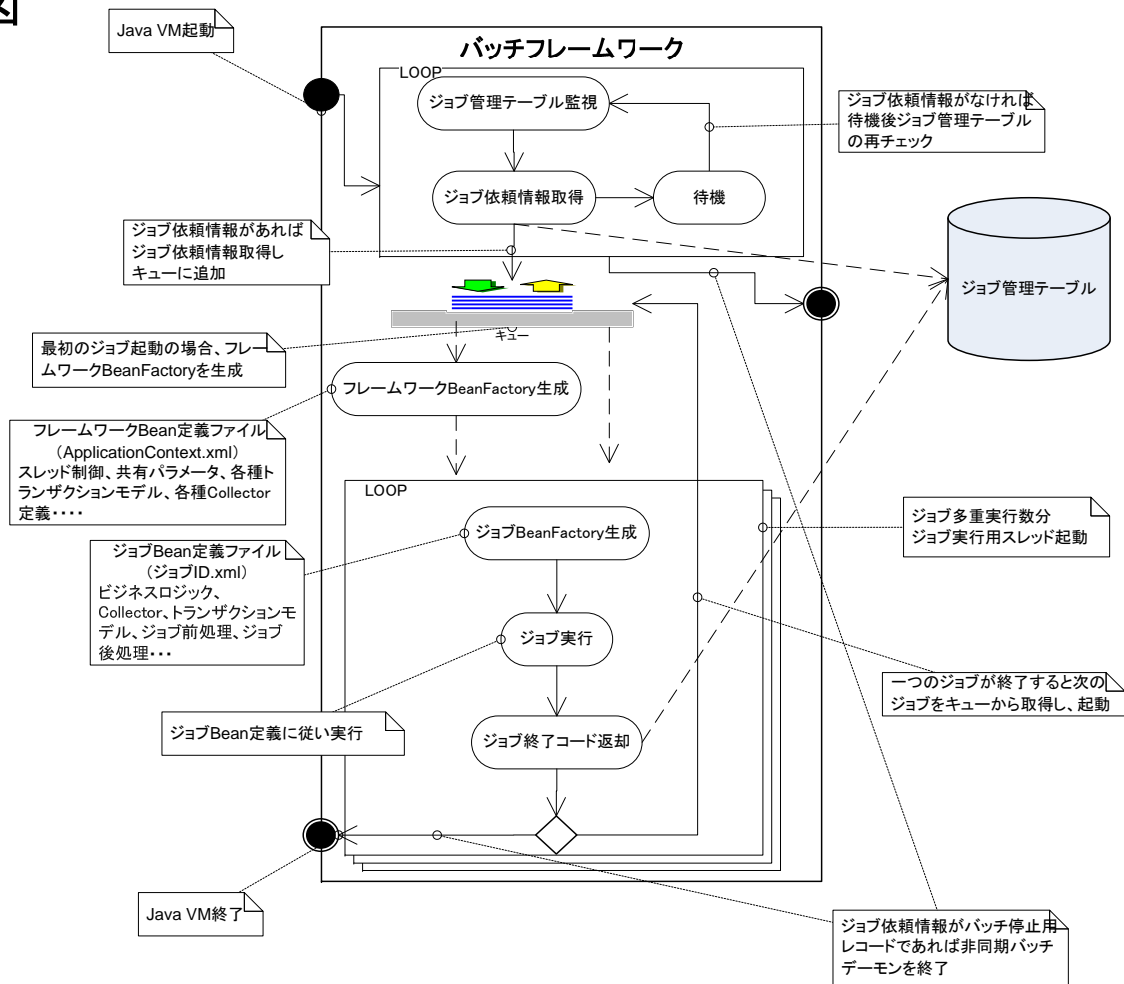 図
Java VM起動
バッチフレームワーク
LOOP
ジョブ管理テーブル監視
ジョブ依頼情報がなければ
待機後ジョブ管理テーブル
の再チェック
ジョブ依頼情報取得
待機
ジョブ依頼情報があれば
ジョブ依頼情報取得し
キューに追加
ジョブ管理テーブル
キュー
最初のジョブ起動の場合、フレー
ムワークBeanFactoryを生成
フレームワークBeanFactory生成
フレームワークBean定義ファイル
（ApplicationContext.xml）
スレッド制御、共有パラメータ、各種ト
ランザクションモデル、各種Collector
定義・・・・
LOOP
ジョブBeanFactory生成
ジョブ多重実行数分
ジョブ実行用スレッド起動
ジョブBean定義ファイル
（ジョブID.xml）
ビジネスロジック、
Collector、トランザクションモ
デル、ジョブ前処理、ジョブ
後処理・・・
ジョブ実行
一つのジョブが終了すると次の
ジョブをキューから取得し、起動
ジョブBean定義に従い実行
ジョブ終了コード返却
Java VM終了
ジョブ依頼情報がバッチ停止用
レコードであれば非同期バッチ
デーモンを終了